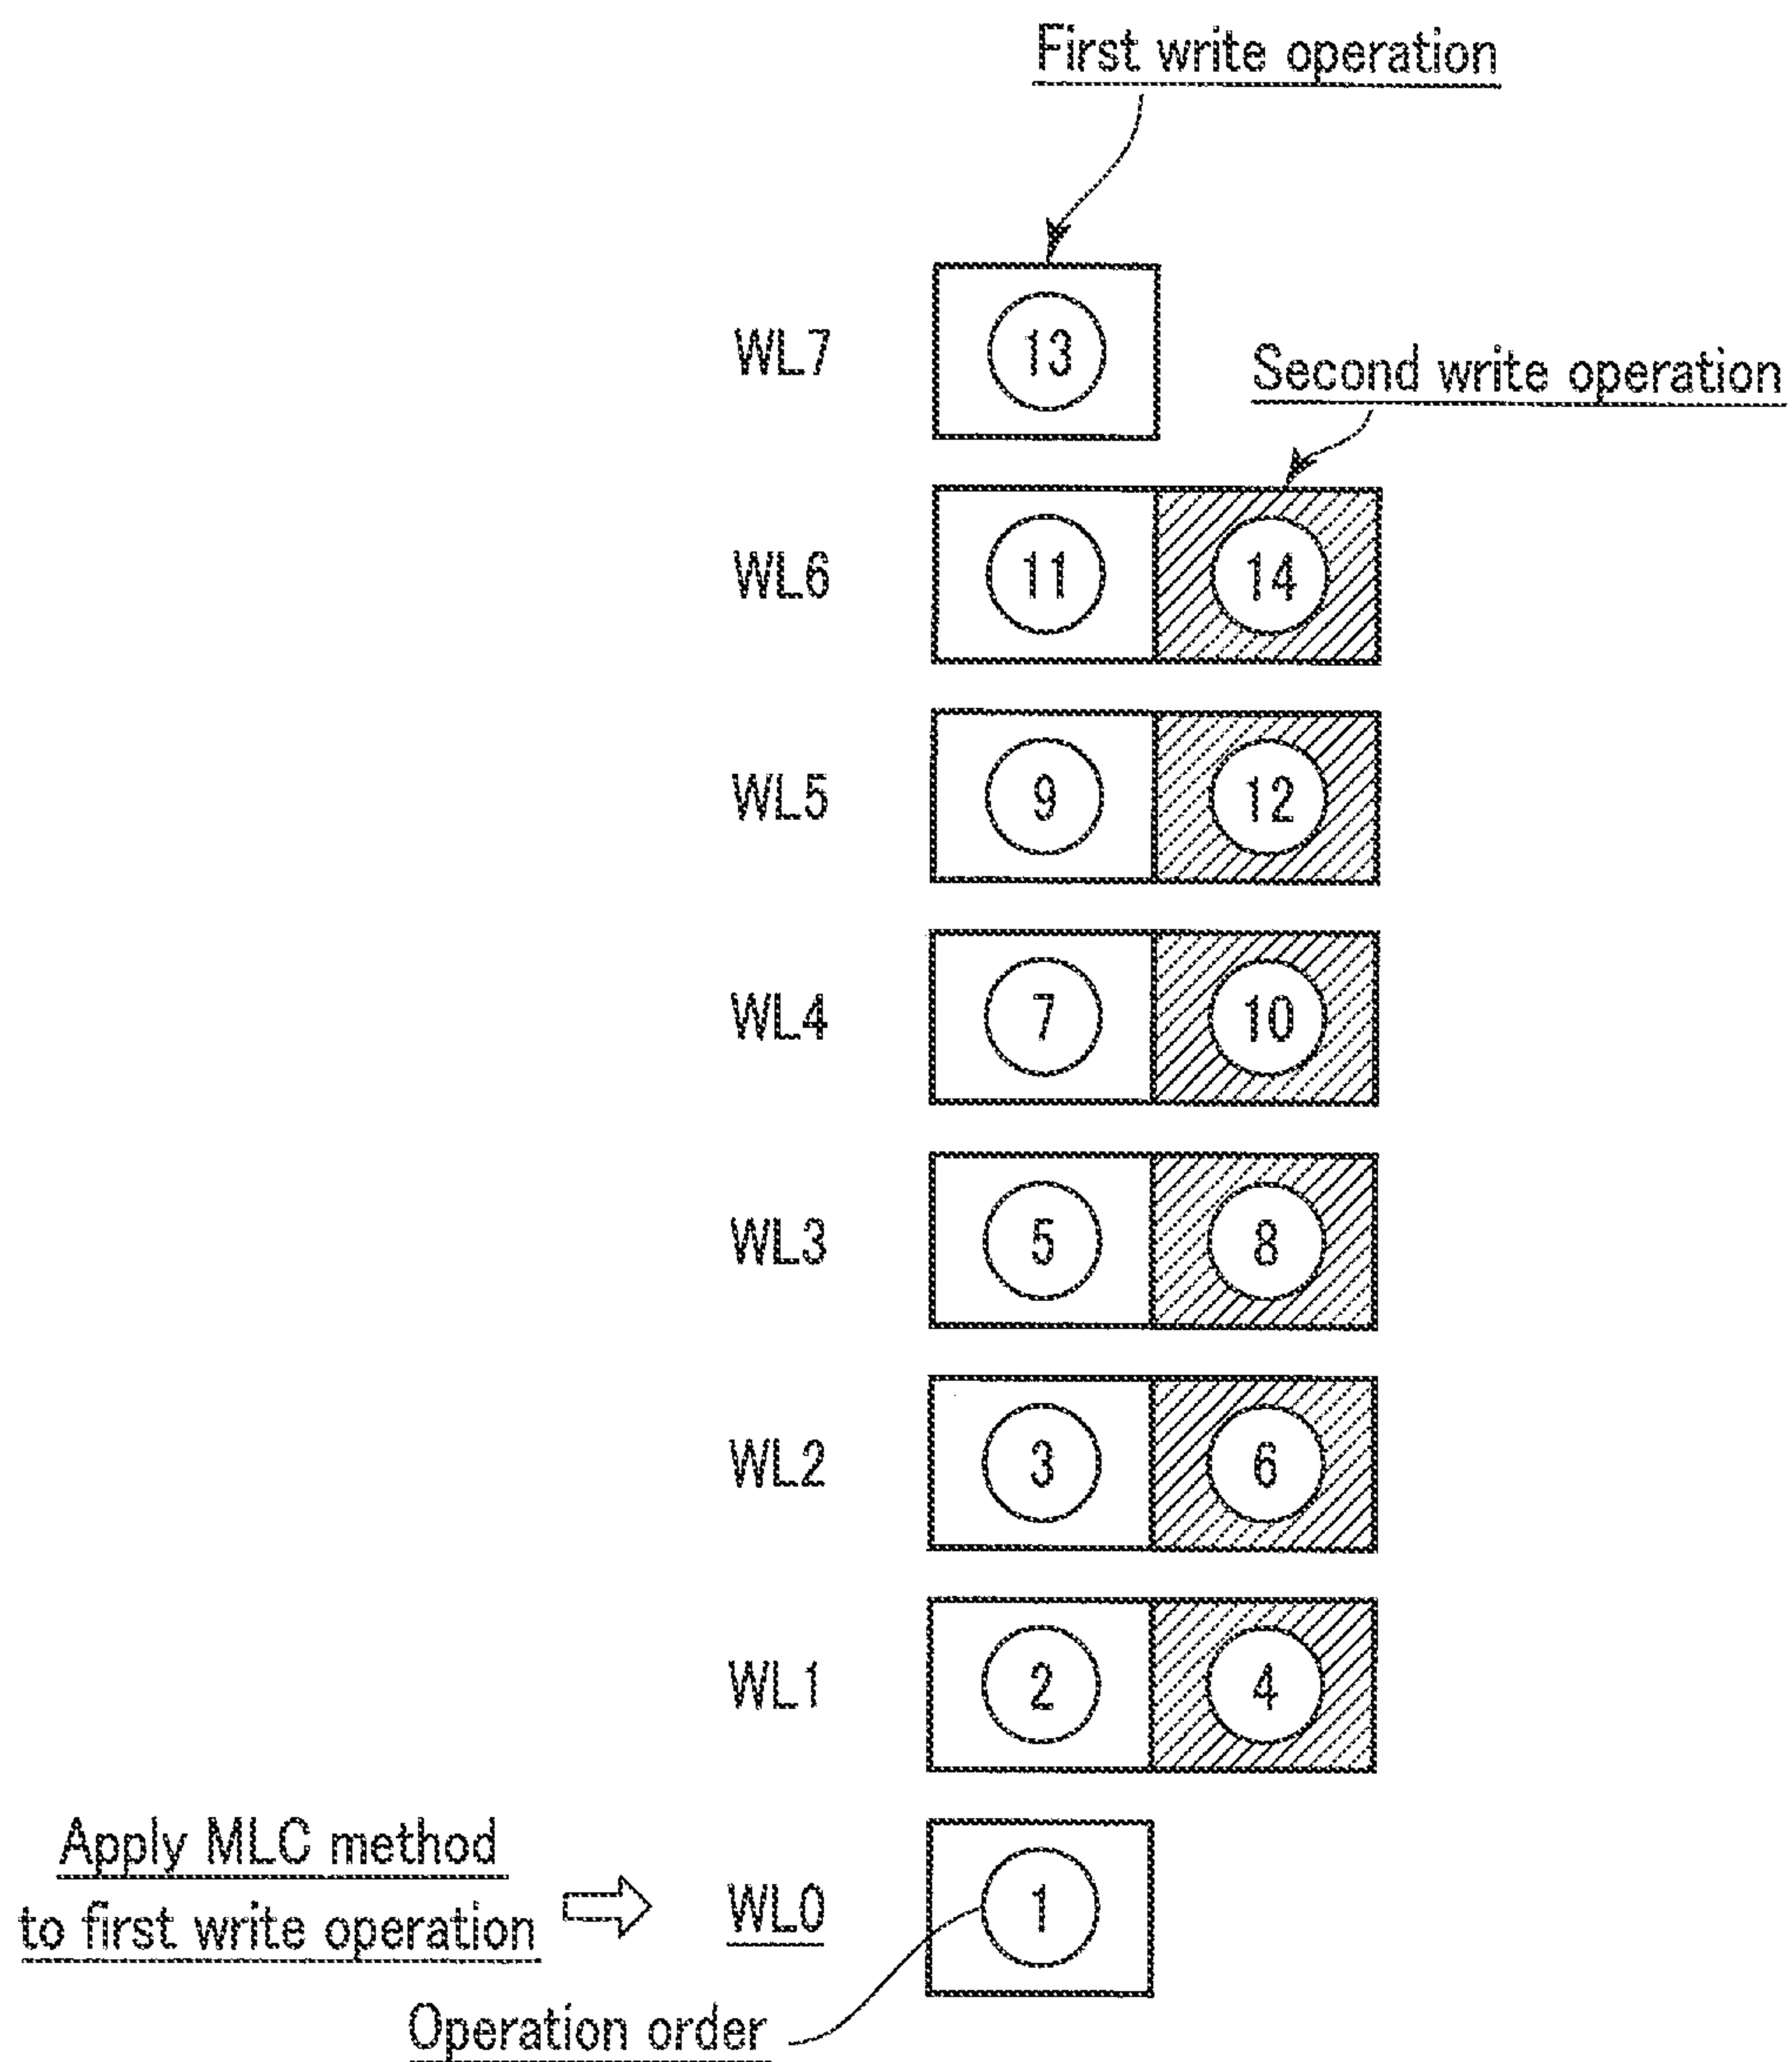 First write operation
WL7 13
Second write operation
WL6 11 14
WL5 9 12
WL4 7 10
WL3 5 8
WL2 3 6
WL1 2 4
Apply MLC method
to first write operation
WL0 1
Operation order